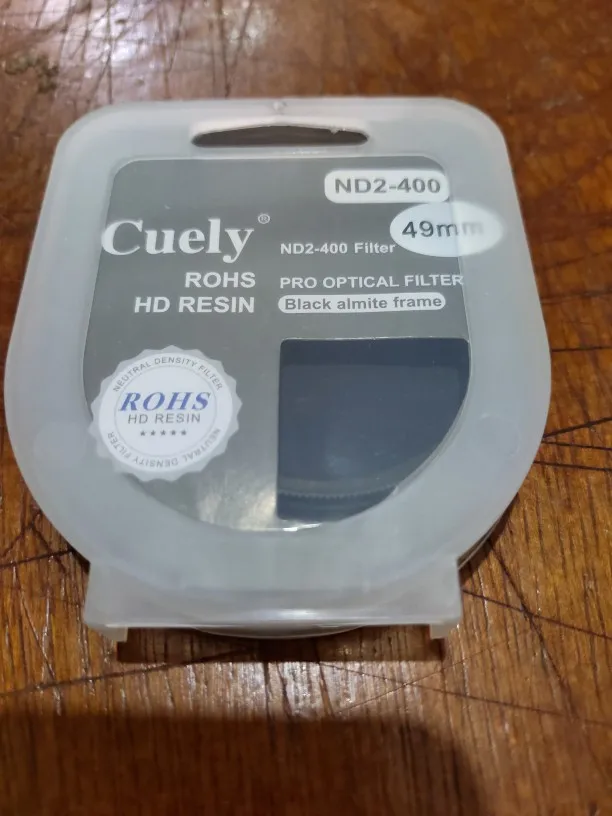 ND2-400
49mm
Cuely®
ND2-400 Filter
ROHS
PRO OPTICAL FILTER
HD RESIN
Black almite frame
NEUTRAL DENSITY FILTER
ROHS
HD RESIN
★★★★★
NEUTRAL DENSITY FILTER